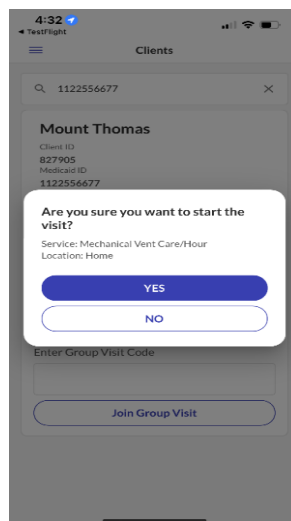 4:32
◄ TestFlight
Clients
1122556677
Mount Thomas
Client ID
827905
Medicaid ID
1122556677
Are you sure you want to start the
visit?
Service: Mechanical Vent Care/Hour
Location: Home
YES
NO
Enter Group Visit Code
Join Group Visit